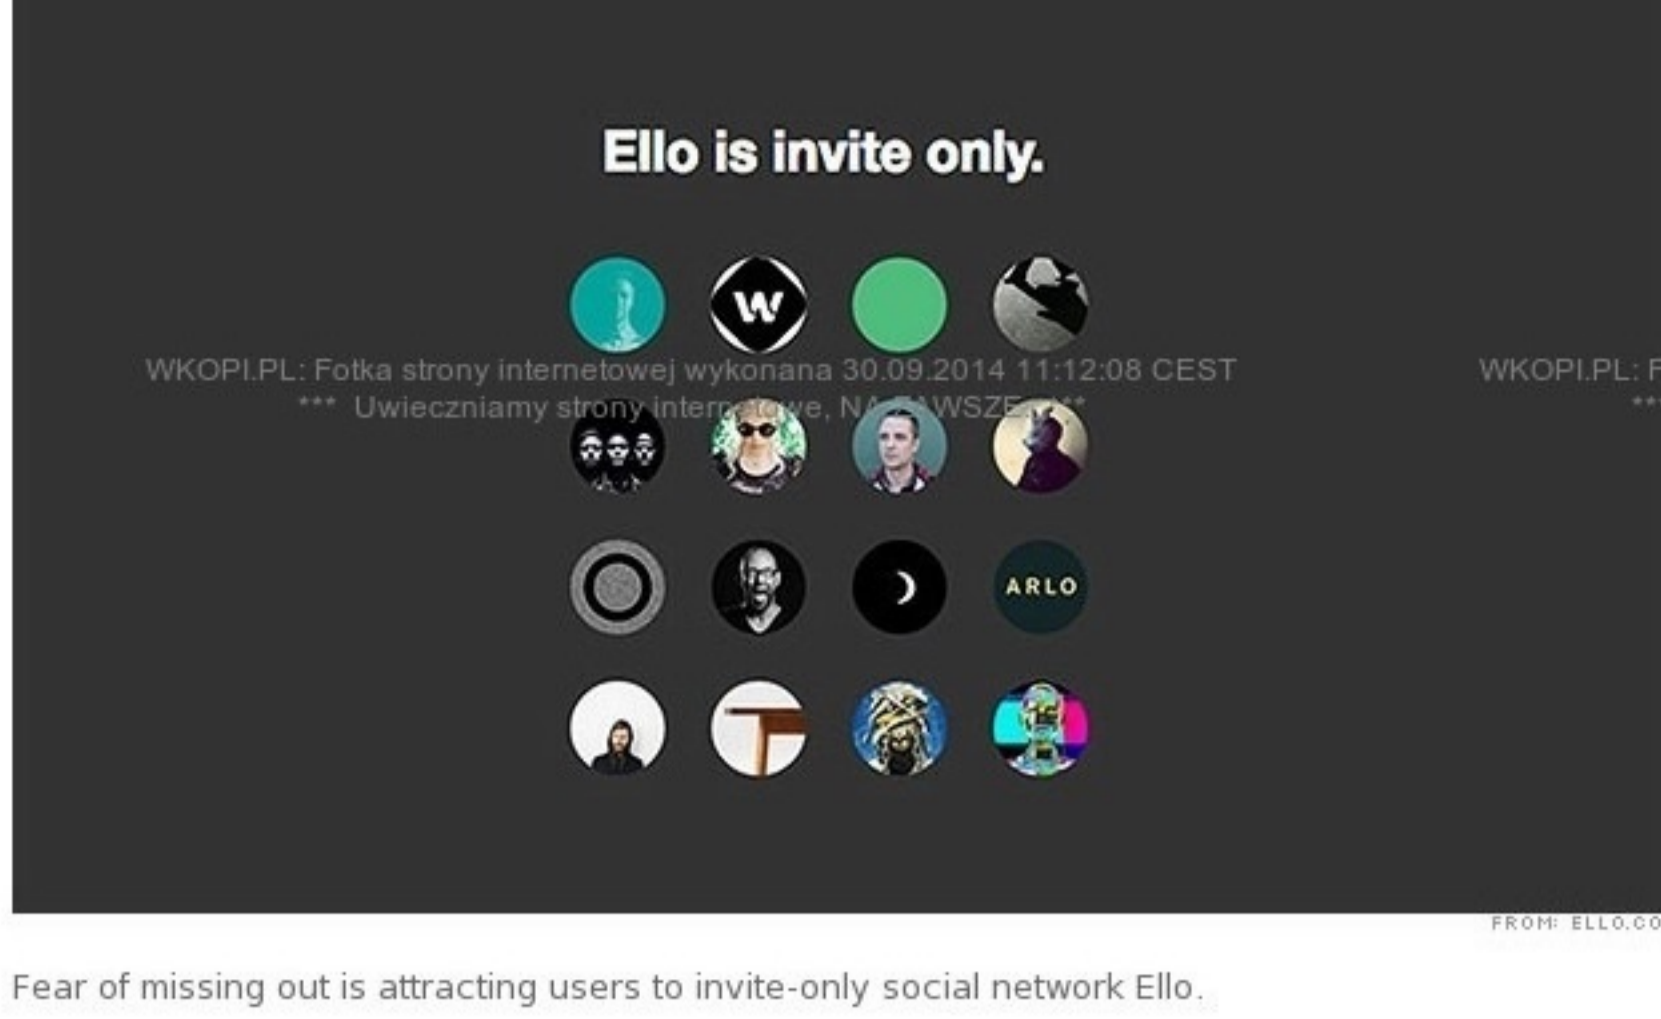 Ello is invite only.
W
WKOPI.PL: Fotka strony internetowej wykonana 30.09.2014 11:12:08 CEST
WKOPI.PL: F
*** Uwieczniamy strony internetowe, NA ZAWSZE. ***
**
ARLO
FROM: ELLO.CO
Fear of missing out is attracting users to invite-only social network Ello.